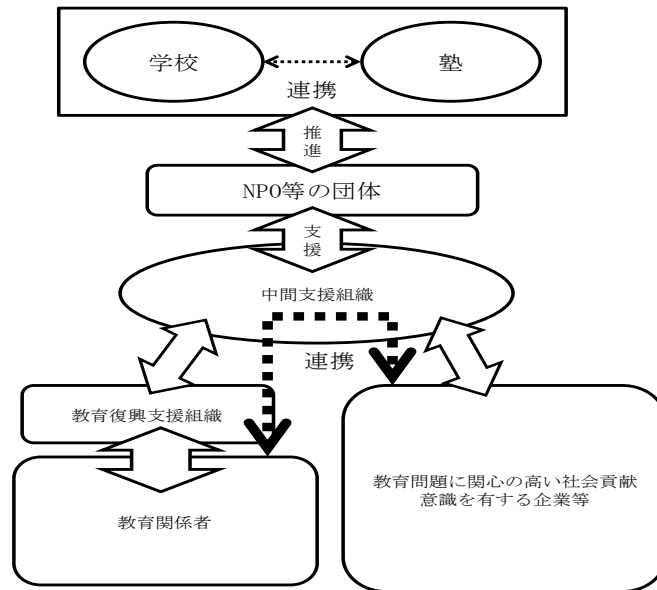 学校
塾
連携
推進
NPO等の団体
支援
中間支援組織
連携
教育復興支援組織
教育問題に関心の高い社会貢献
意識を有する企業等
教育関係者